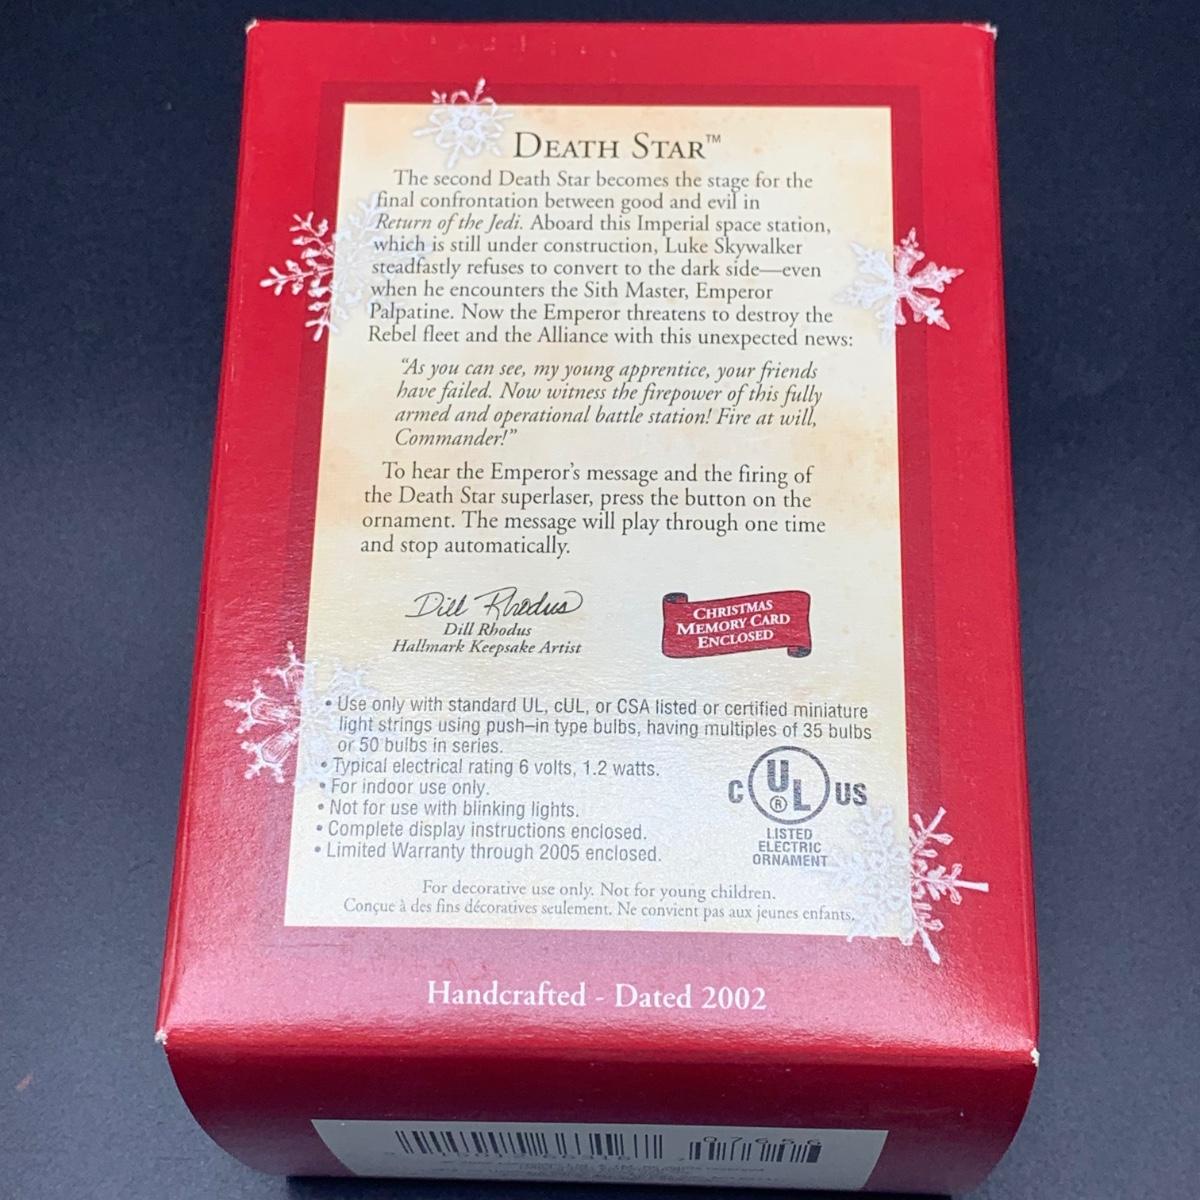 DEATH STAR™
The second Death Star becomes the stage for the
final confrontation between good and evil in
Return of the Jedi. Aboard this Imperial space station,
which is still under construction, Luke Skywalker
steadfastly refuses to convert to the dark side—even
when he encounters the Sith Master, Emperor
Palpatine. Now the Emperor threatens to destroy the
Rebel fleet and the Alliance with this unexpected news:
“As you can see, my young apprentice, your friends
have failed. Now witness the firepower of this fully
armed and operational battle station! Fire at will,
Commander!”
To hear the Emperor’s message and the firing of
the Death Star superlaser, press the button on the
ornament. The message will play through one time
and stop automatically.
Dill Rhodus
Dill Rhodus
Hallmark Keepsake Artist
CHRISTMAS
MEMORY CARD
ENCLOSED
• Use only with standard UL, cUL, or CSA listed or certified miniature
light strings using push–in type bulbs, having multiples of 35 bulbs
or 50 bulbs in series.
• Typical electrical rating 6 volts, 1.2 watts.
• For indoor use only.
• Not for use with blinking lights.
• Complete display instructions enclosed.
• Limited Warranty through 2005 enclosed.
C UL ® US
LISTED
ELECTRIC
ORNAMENT
For decorative use only. Not for young children.
Conçue à des fins décoratives seulement. Ne convient pas aux jeunes enfants.
Handcrafted - Dated 2002